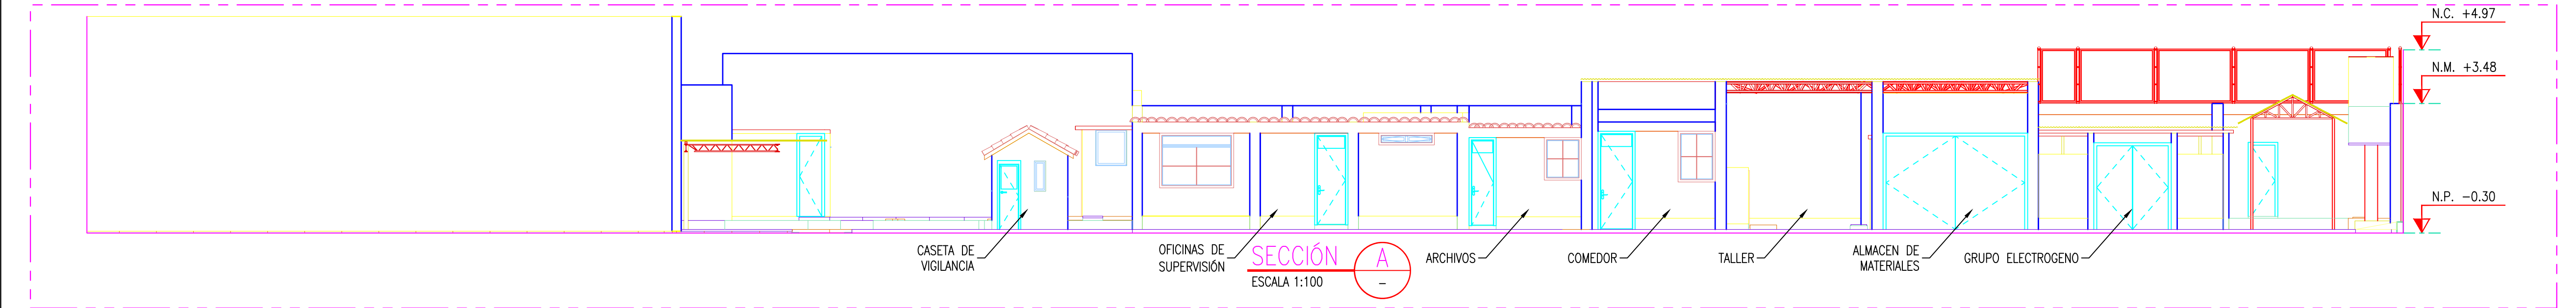 N.C. +4.97
N.M. +3.48
N.P. -0.30
CASETA DE
VIGILANCIA
OFICINAS DE
SUPERVISIÓN
SECCIÓN
ESCALA 1:100
A
-
ARCHIVOS
COMEDOR
TALLER
ALMACEN DE
MATERIALES
GRUPO ELECTROGENO